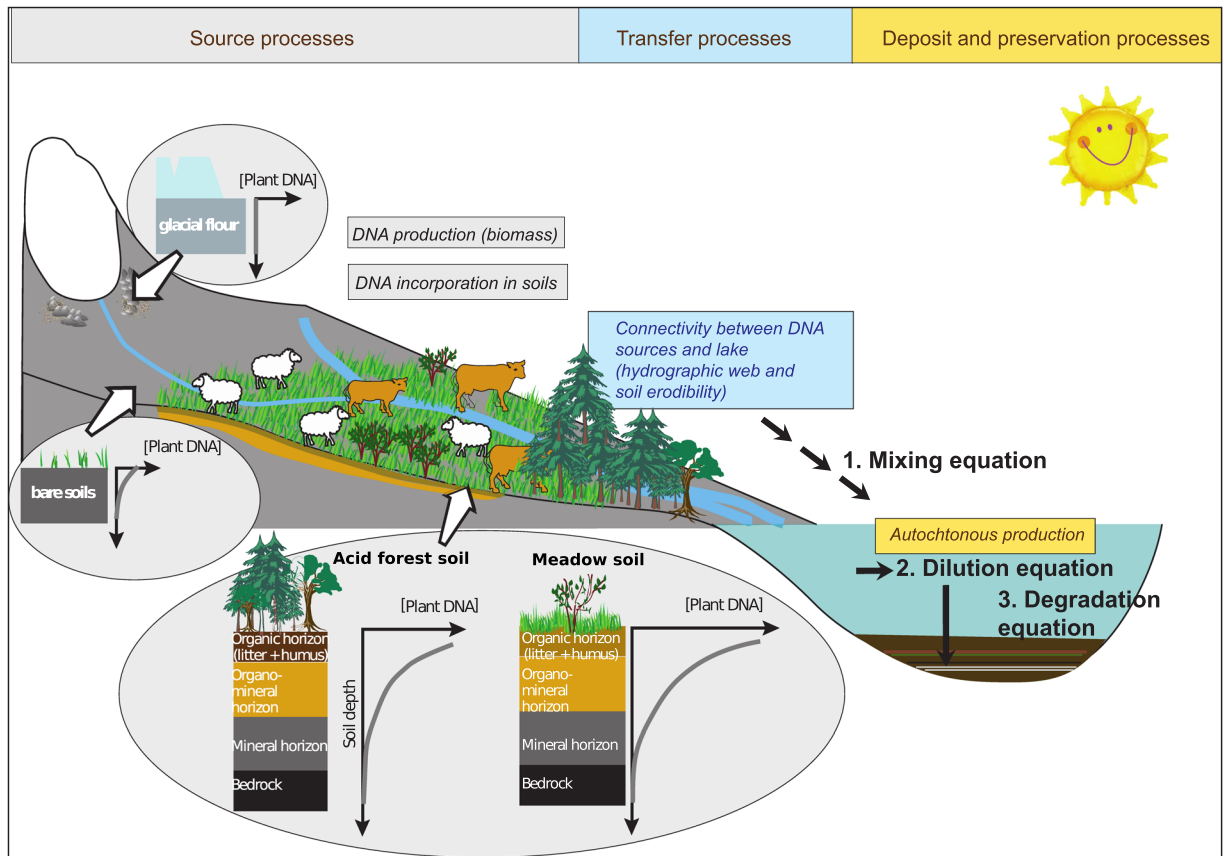 Source processes
Transfer processes
Deposit and preservation processes
[Plant DNA]
glacial flour
DNA production (biomass)
DNA incorporation in soils
Connectivity between DNA
sources and lake
(hydrographic web and
soil erodibility)
[Plant DNA]
bare soils
1. Mixing equation
Autochtonous production
2. Dilution equation
3. Degradation
equation
Acid forest soil
[Plant DNA]
Organic horizon
(litter + humus)
Organo-
mineral
horizon
Mineral horizon
Bedrock
Soil depth
Meadow soil
[Plant DNA]
Organic horizon
(litter + humus)
Organo-
mineral
horizon
Mineral horizon
Bedrock